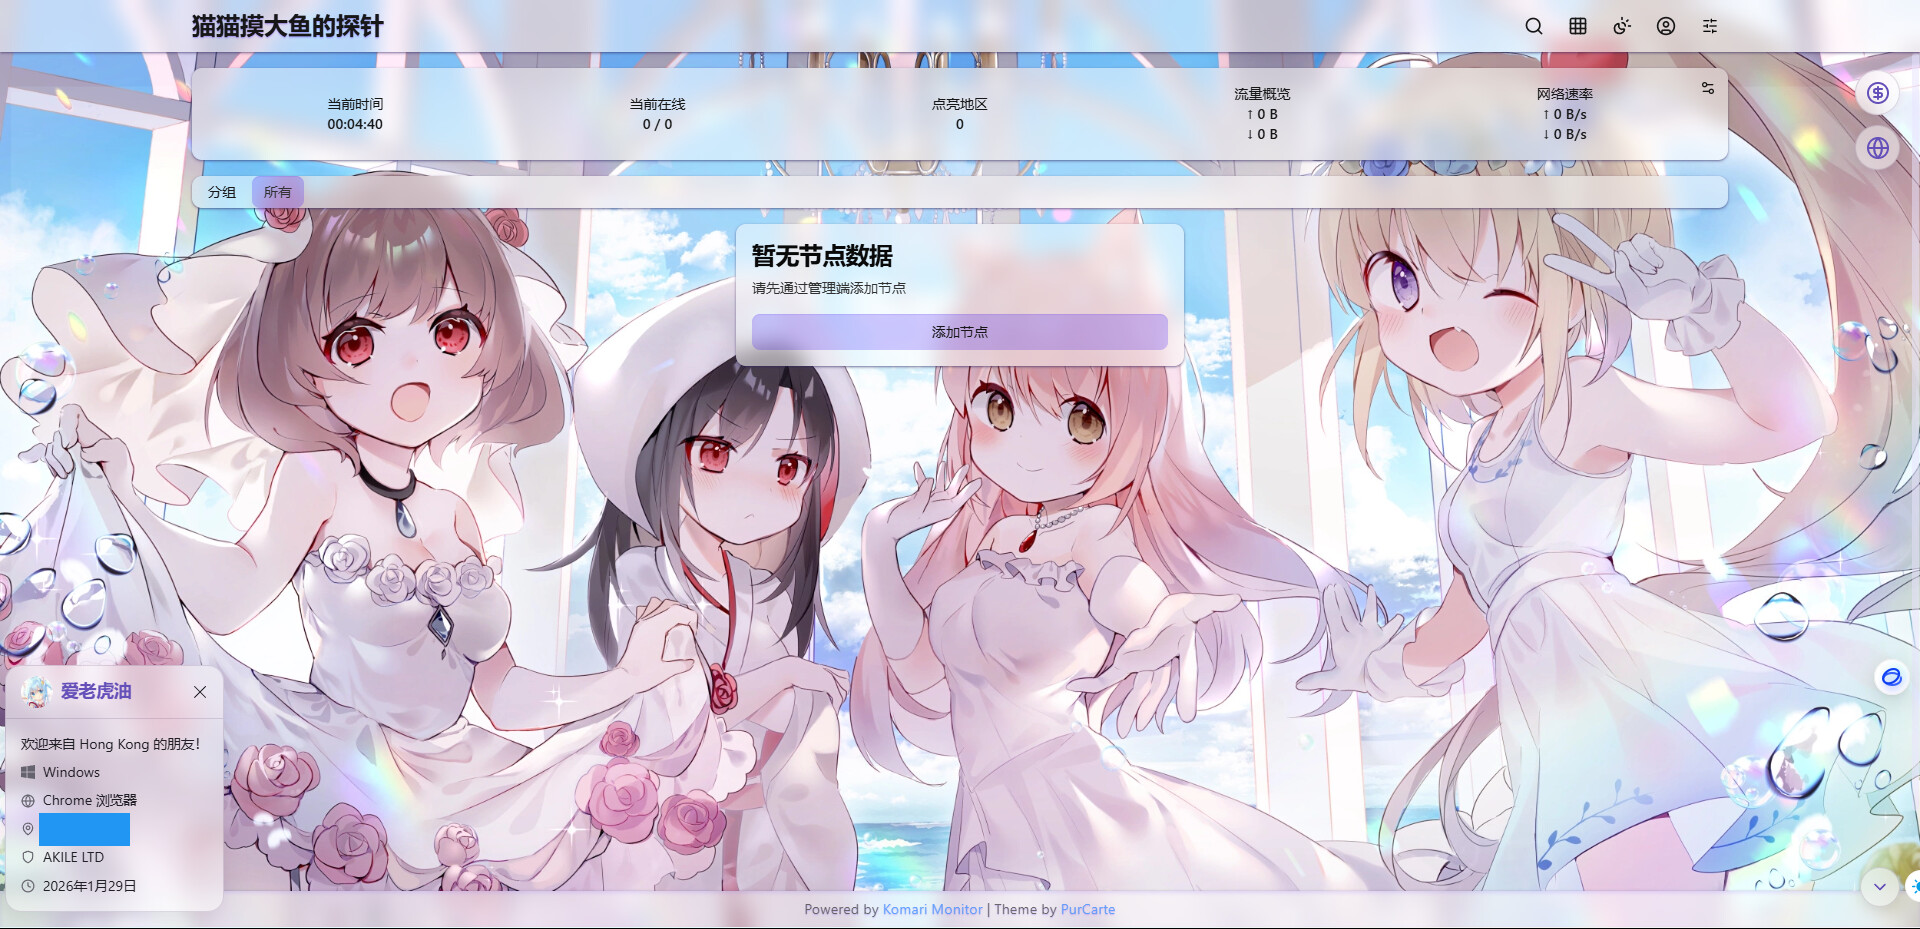 猫猫摸大鱼的探针
当前时间
00:04:40
当前在线
0 / 0
点亮地区
0
流量概览
↑ 0 B
↓ 0 B
网络速率
↑ 0 B/s
↓ 0 B/s
分组 所有
暂无节点数据
请先通过管理端添加节点
添加节点
爱老虎油
欢迎来自 Hong Kong 的朋友!
Windows
Chrome 浏览器
AKILE LTD
2026年1月29日
Powered by Komari Monitor | Theme by PurCarte